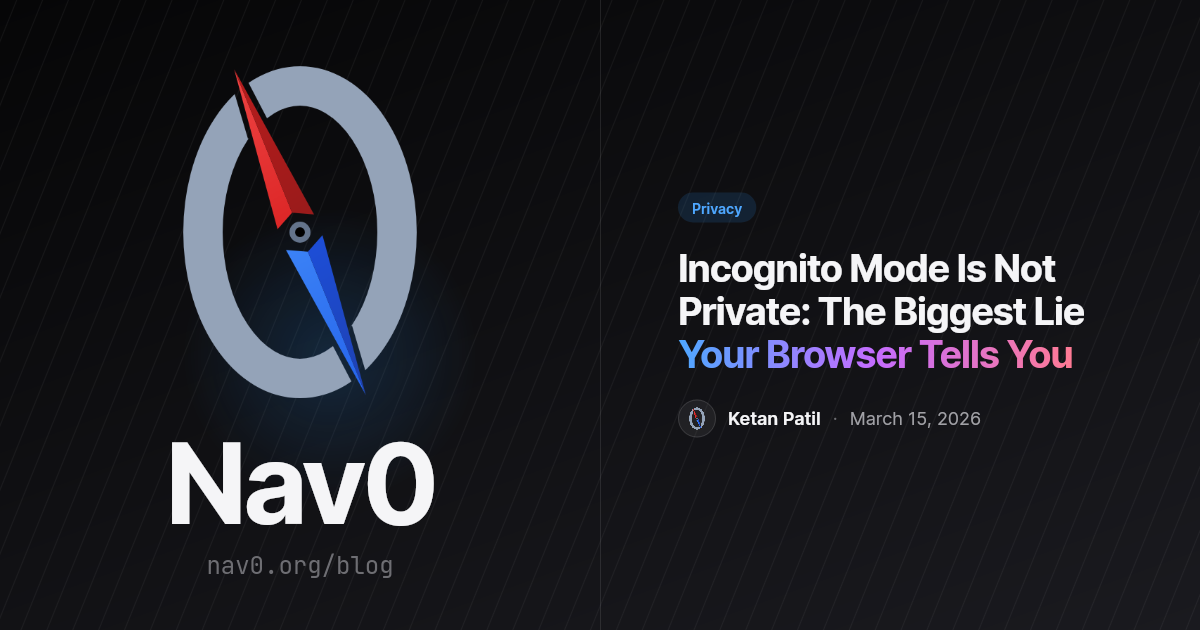 Nav0
nav0.org/blog
Privacy
Incognito Mode Is Not
Private: The Biggest Lie
Your Browser Tells You
Ketan Patil · March 15, 2026